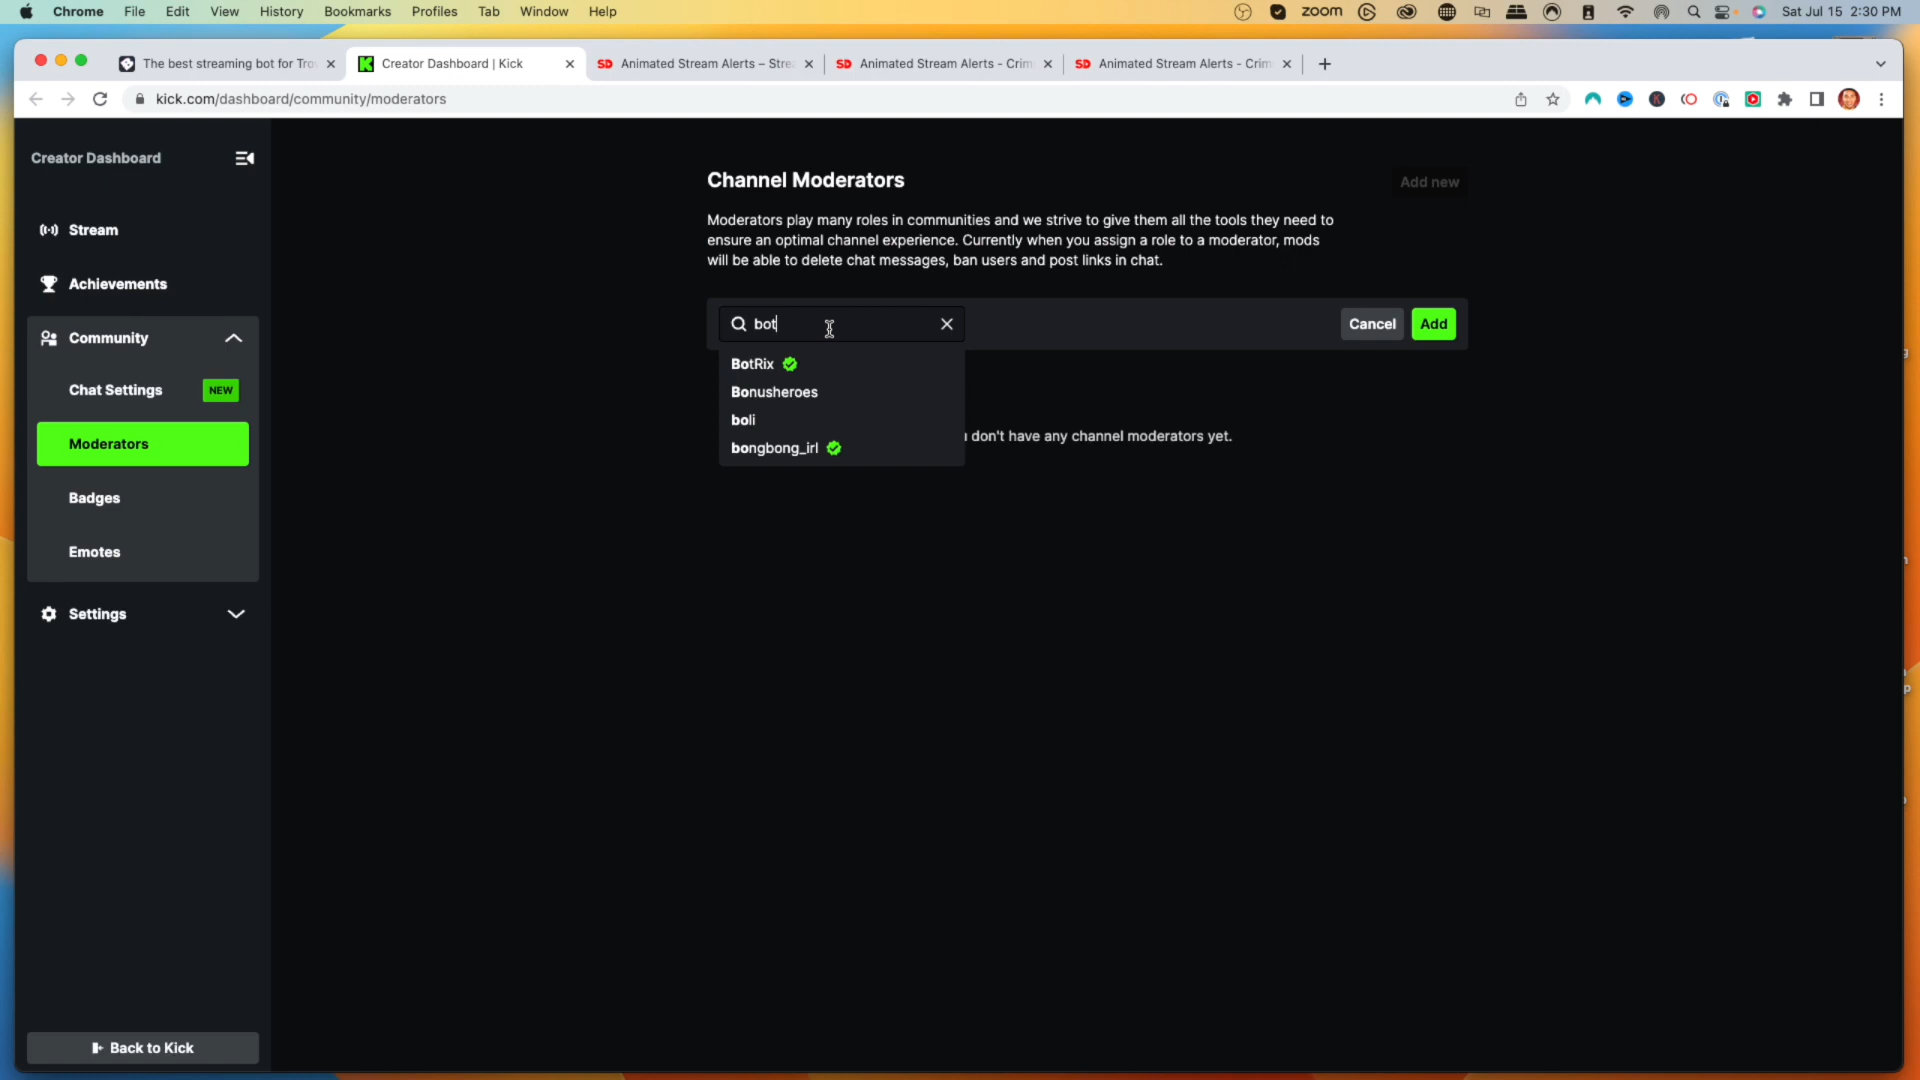 Chrome File Edit View History Bookmarks Profiles Tab Window Help
zoom
Sat Jul 15 2:30 PM
The best streaming bot for Tro
Creator Dashboard | Kick
SD Animated Stream Alerts – Stre
SD Animated Stream Alerts - Crim
SD Animated Stream Alerts - Crim
kick.com/dashboard/community/moderators
Creator Dashboard
Stream
Achievements
Community
Chat Settings NEW
Moderators
Badges
Emotes
Settings
Back to Kick
Channel Moderators
Add new
Moderators play many roles in communities and we strive to give them all the tools they need to
ensure an optimal channel experience. Currently when you assign a role to a moderator, mods
will be able to delete chat messages, ban users and post links in chat.
bot
Cancel Add
BotRix
Bonusheroes
boli
bongbong_irl
don't have any channel moderators yet.